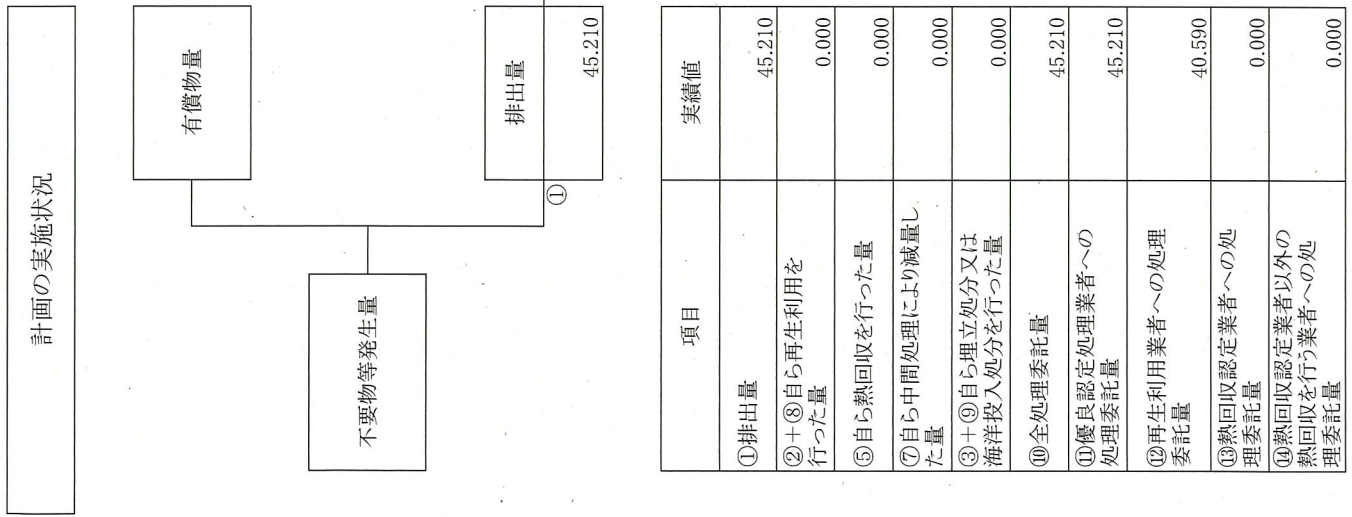 計画の実施状況
有償物量
不要物等発生量
排出量
①
45.210
項目
実績値
①排出量
45.210
②+⑧自ら再生利用を
行った量
0.000
⑤自ら熱回収を行った量
0.000
⑦自ら中間処理により減量し
た量
0.000
③+⑨自ら埋立処分又は
海洋投入処分を行った量
0.000
⑩全処理委託量
45.210
⑪優良認定処理業者への
処理委託量
45.210
⑫再生利用業者への処理
委託量
40.590
⑬熱回収認定業者への処
理委託量
0.000
⑭熱回収認定業者以外の
熱回収を行う業者への処
理委託量
0.000